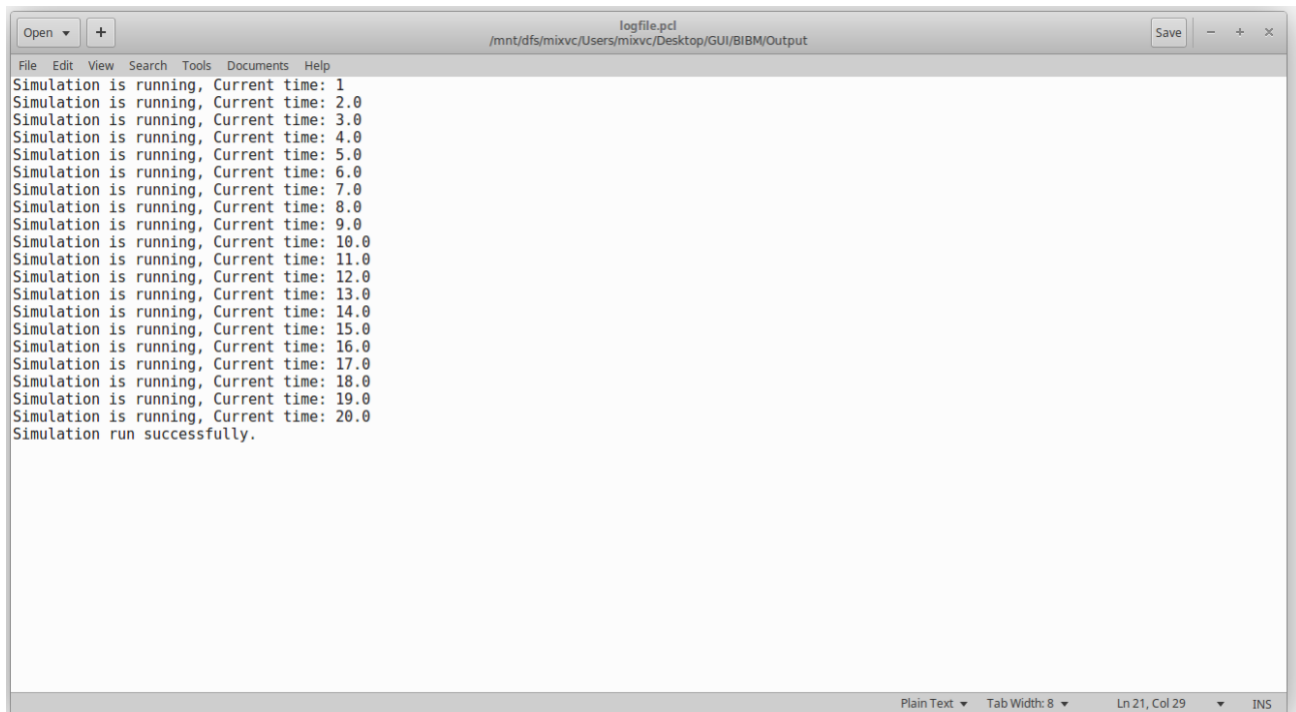 Open
logfile.pcl
/mnt/dfs/mixvc/Users/mixvc/Desktop/GUI/BIBM/Output
Save
File Edit View Search Tools Documents Help
Simulation is running, Current time: 1
Simulation is running, Current time: 2.0
Simulation is running, Current time: 3.0
Simulation is running, Current time: 4.0
Simulation is running, Current time: 5.0
Simulation is running, Current time: 6.0
Simulation is running, Current time: 7.0
Simulation is running, Current time: 8.0
Simulation is running, Current time: 9.0
Simulation is running, Current time: 10.0
Simulation is running, Current time: 11.0
Simulation is running, Current time: 12.0
Simulation is running, Current time: 13.0
Simulation is running, Current time: 14.0
Simulation is running, Current time: 15.0
Simulation is running, Current time: 16.0
Simulation is running, Current time: 17.0
Simulation is running, Current time: 18.0
Simulation is running, Current time: 19.0
Simulation is running, Current time: 20.0
Simulation run successfully.
Plain Text Tab Width: 8 Ln 21, Col 29 INS